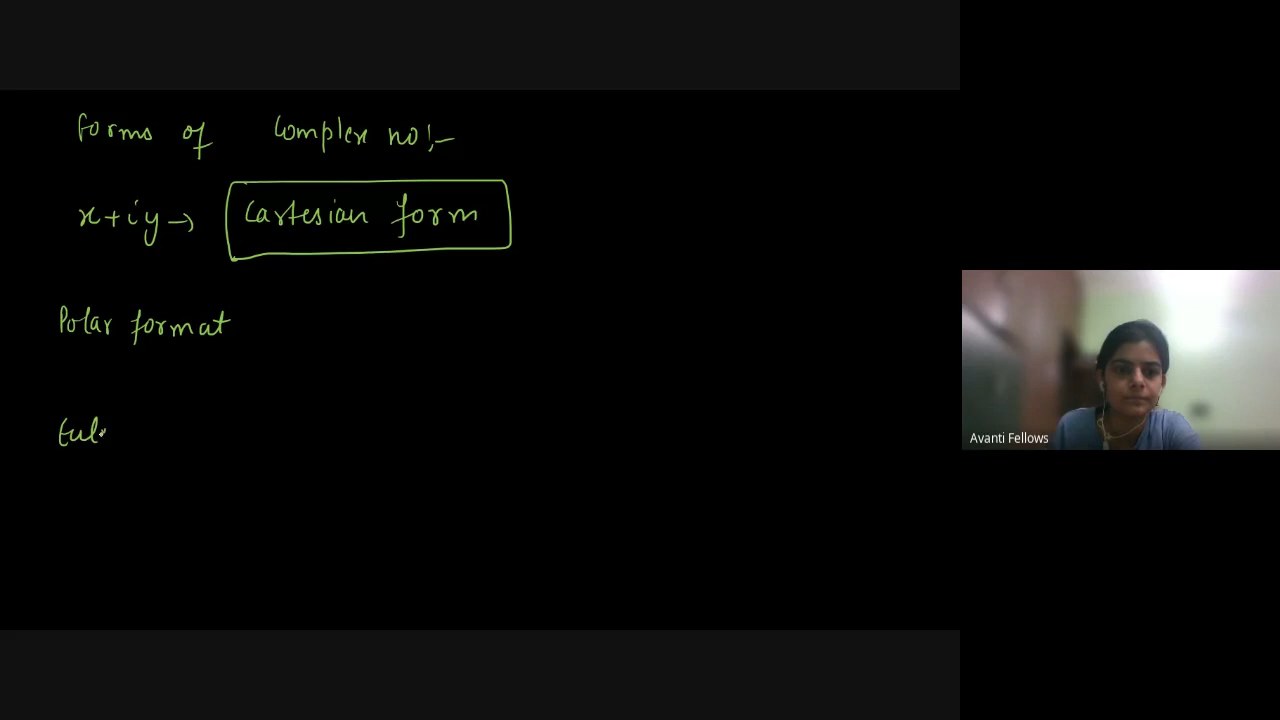 Forms of Complex no:-
x+iy→ Cartesian form
Polar format
Eul
Avanti Fellows